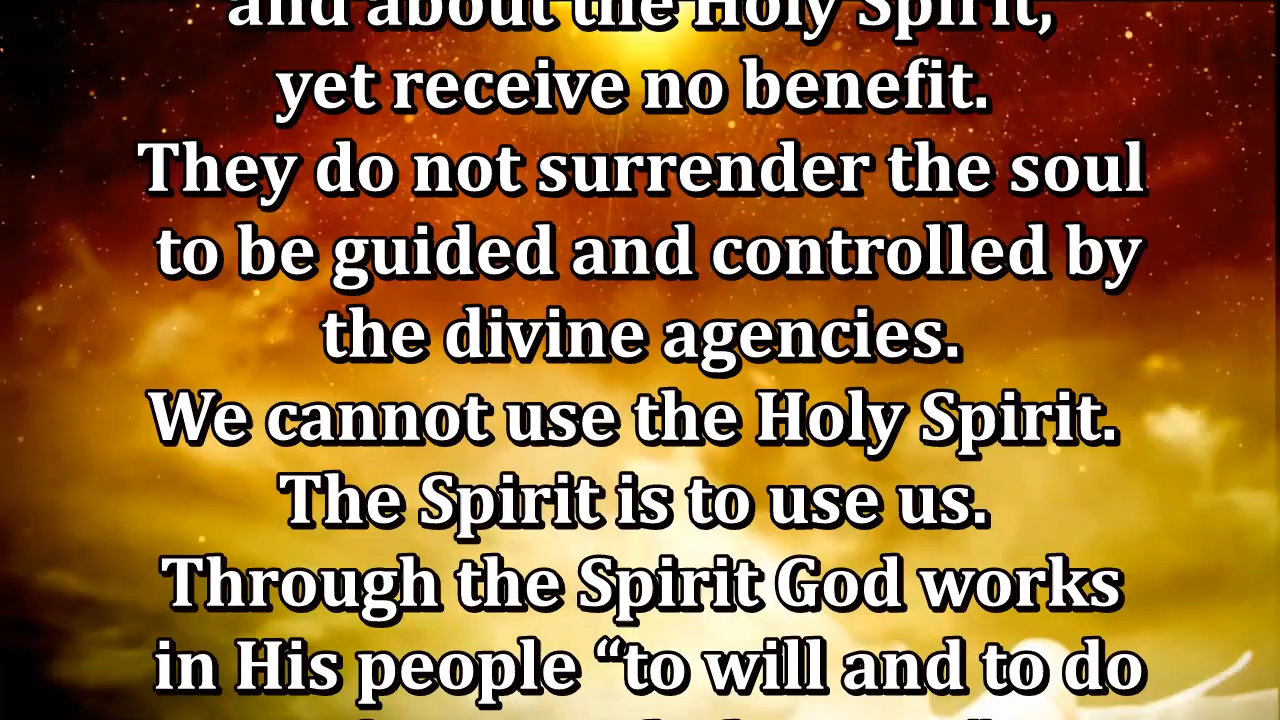 and about the Holy Spirit,
yet receive no benefit.
They do not surrender the soul
to be guided and controlled by
the divine agencies.
We cannot use the Holy Spirit.
The Spirit is to use us.
Through the Spirit God works
in His people “to will and to do